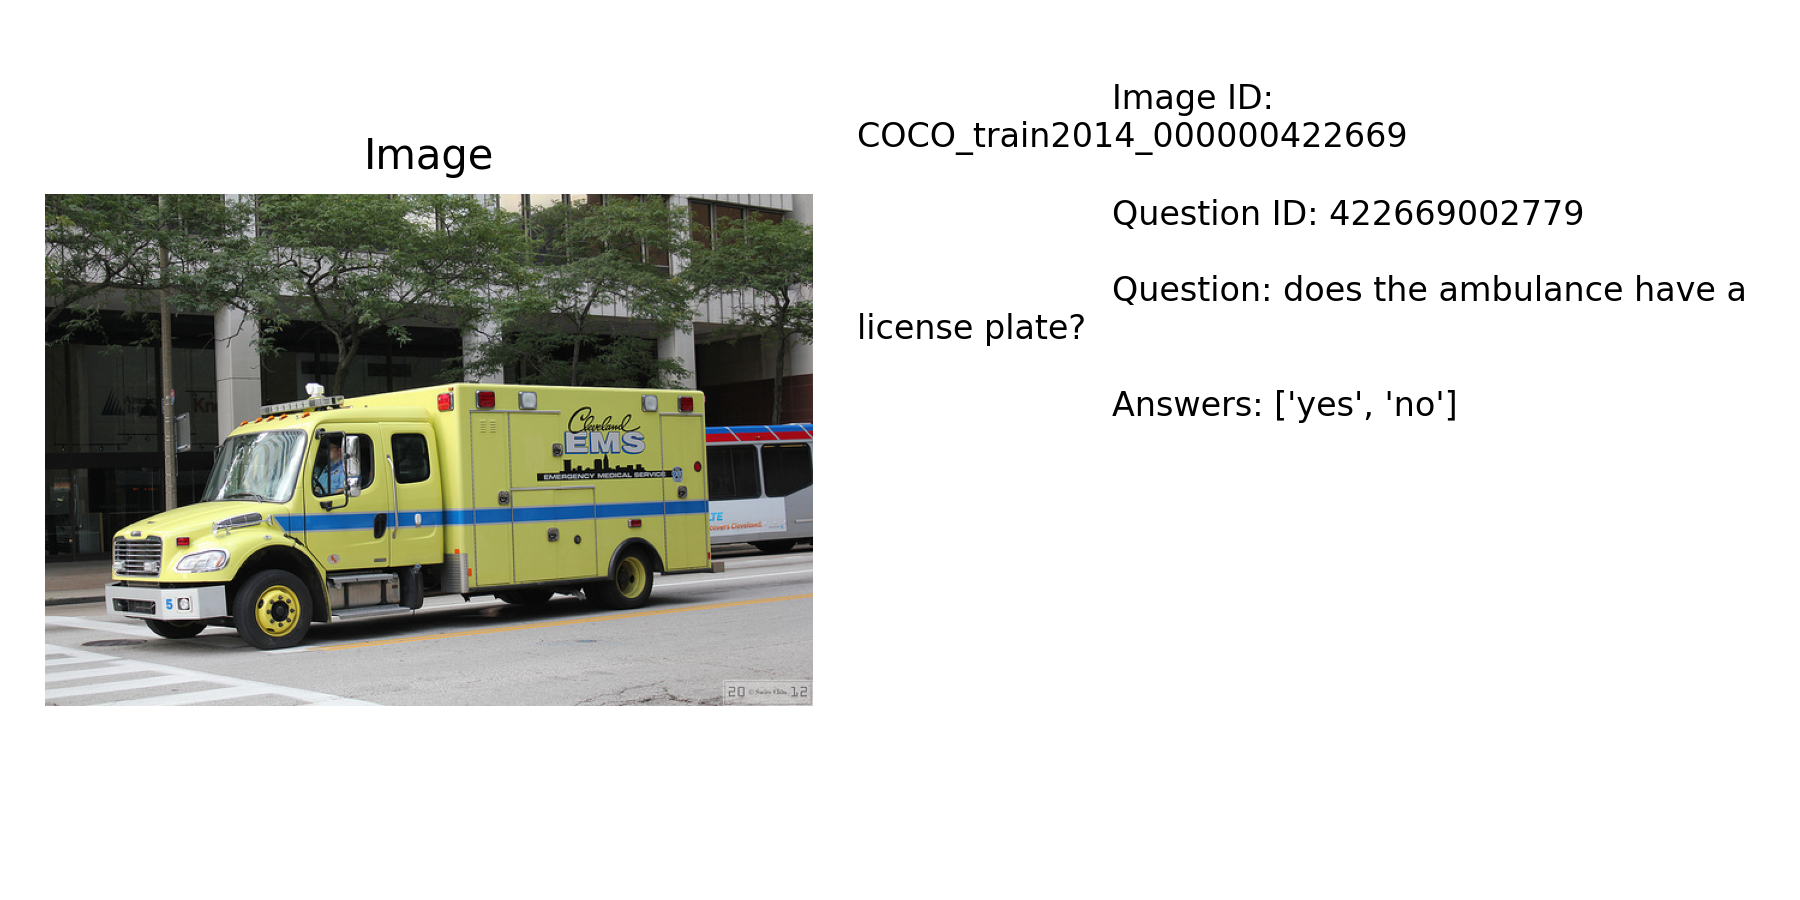 Image
Image ID:
COCO_train2014_000000422669
Question ID: 422669002779
Question: does the ambulance have a
license plate?
Answers: ['yes', 'no']
Cleveland
EMS
EMERGENCY MEDICAL SERVICE
5
20
12